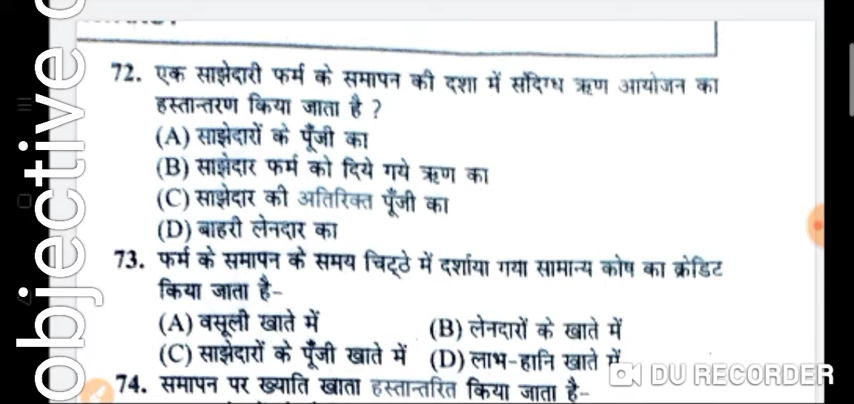 72. एक साझेदारी फर्म के समापन की दशा में संदिग्ध ऋण आयोजन का
हस्तान्तरण किया जाता है ?
(A) साझेदारों के पूँजी का
(B) साझेदार फर्म को दिये गये ऋण का
(C) साझेदार की अतिरिक्त पूँजी का
(D) बाहरी लेनदार का
73. फर्म के समापन के समय चिट्ठे में दर्शाया गया सामान्य कोष का क्रेडिट
किया जाता है-
(A) वसूली खाते में (B) लेनदारों के खाते में
(C) साझेदारों के पूँजी खाते में (D) लाभ-हानि खाते में
74. समापन पर ख्याति खाता हस्तान्तरित किया जाता है-
objective
DU RECORDER